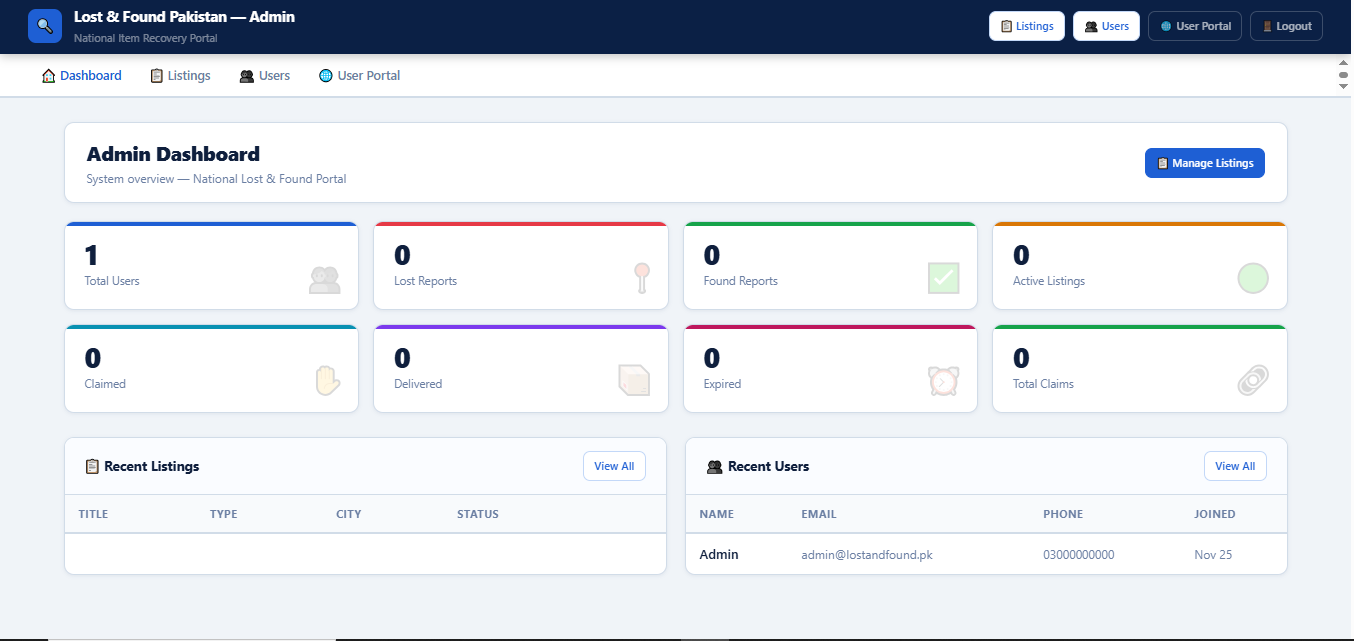 Lost & Found Pakistan — Admin
National Item Recovery Portal
Listings
Users
User Portal
Logout
Dashboard
Listings
Users
User Portal
Admin Dashboard
System overview — National Lost & Found Portal
Manage Listings
1
Total Users
0
Lost Reports
0
Found Reports
0
Active Listings
0
Claimed
0
Delivered
0
Expired
0
Total Claims
Recent Listings
View All
TITLE TYPE CITY STATUS
Recent Users
View All
NAME EMAIL PHONE JOINED
Admin admin@lostandfound.pk 03000000000 Nov 25